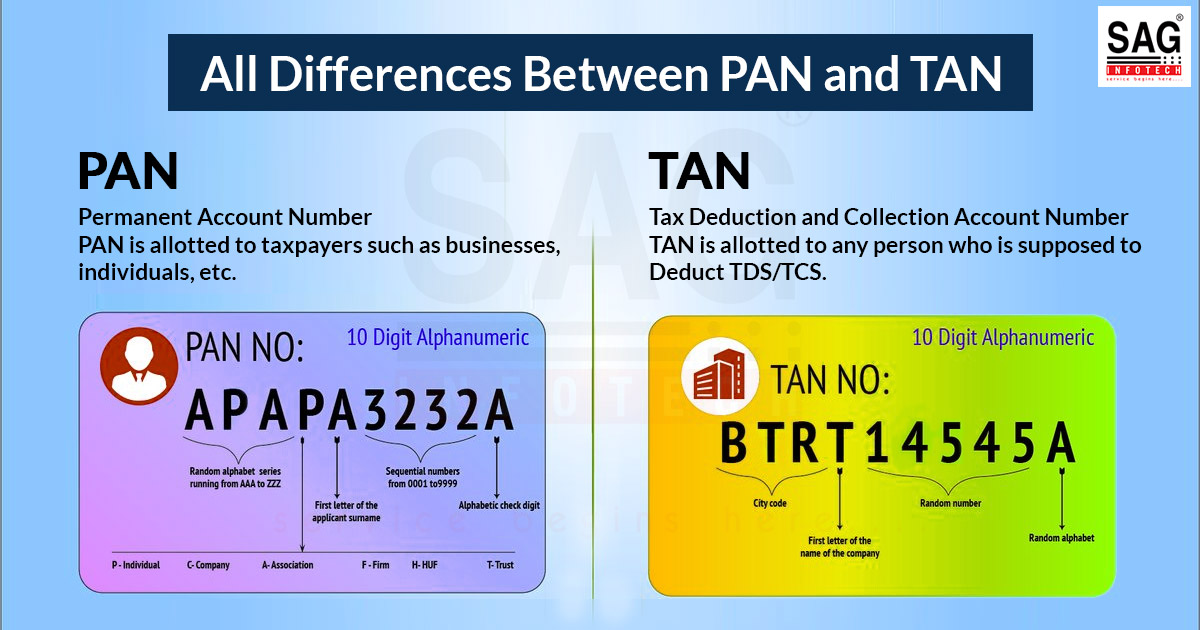 SAG
®
INFOTECH
service begins here.....
All Differences Between PAN and TAN
PAN
Permanent Account Number
PAN is allotted to taxpayers such as businesses,
individuals, etc.
PAN NO:
10 Digit Alphanumeric
APAPA3232A
Random alphabet series
running from AAA to ZZZ
Sequential numbers
from 0001 to9999
First letter of the
applicant surname
Alphabetic check digit
P - Individual
C- Company
A- Association
F - Firm
H- HUF
T- Trust
TAN
Tax Deduction and Collection Account Number
TAN is allotted to any person who is supposed to
Deduct TDS/TCS.
10 Digit Alphanumeric
TAN NO:
BTRT14545A
City code
Random number
First letter of the
name of the company
Random alphabet
SAG
®
INFOTECH
service begins here.....